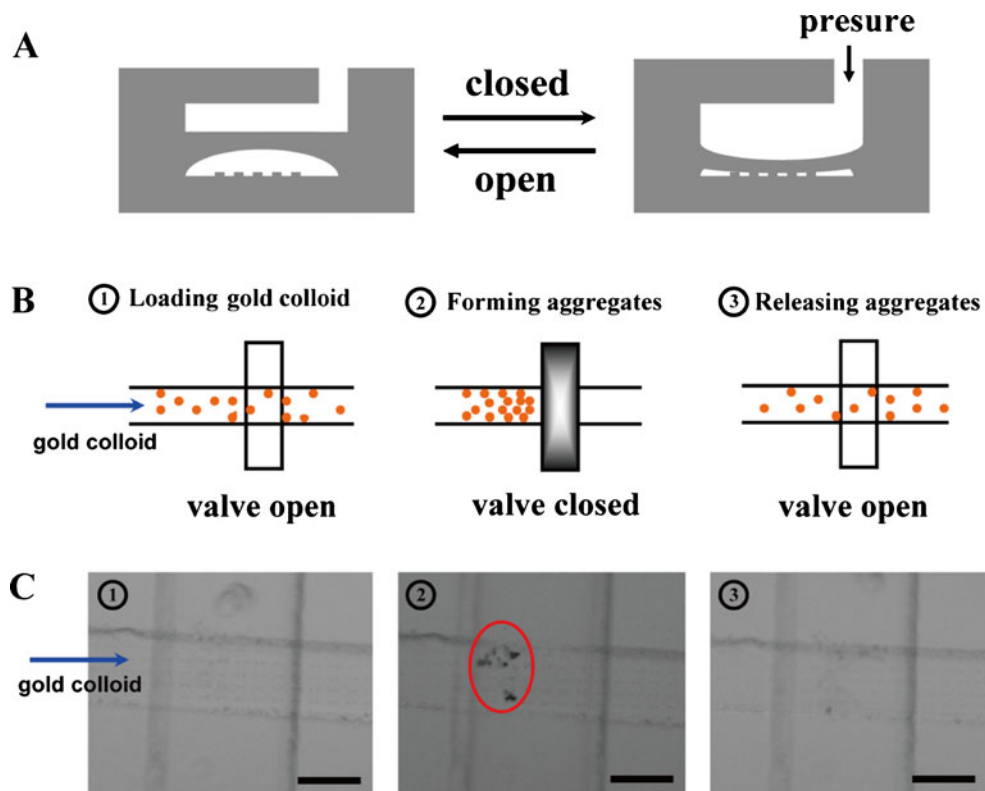 A
presure
closed
open
B
① Loading gold colloid
② Forming aggregates
③ Releasing aggregates
gold colloid
valve open
valve closed
valve open
C
①
②
③
gold colloid